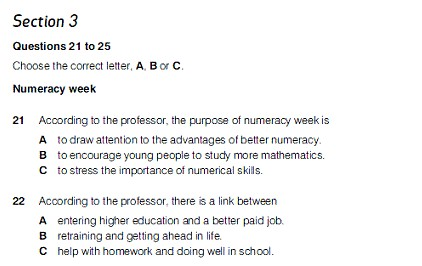 Section 3
Questions 21 to 25
Choose the correct letter, A, B or C.
Numeracy week
21 According to the professor, the purpose of numeracy week is
A to draw attention to the advantages of better numeracy.
B to encourage young people to study more mathematics.
C to stress the importance of numerical skills.
22 According to the professor, there is a link between
A entering higher education and a better paid job.
B retraining and getting ahead in life.
C help with homework and doing well in school.